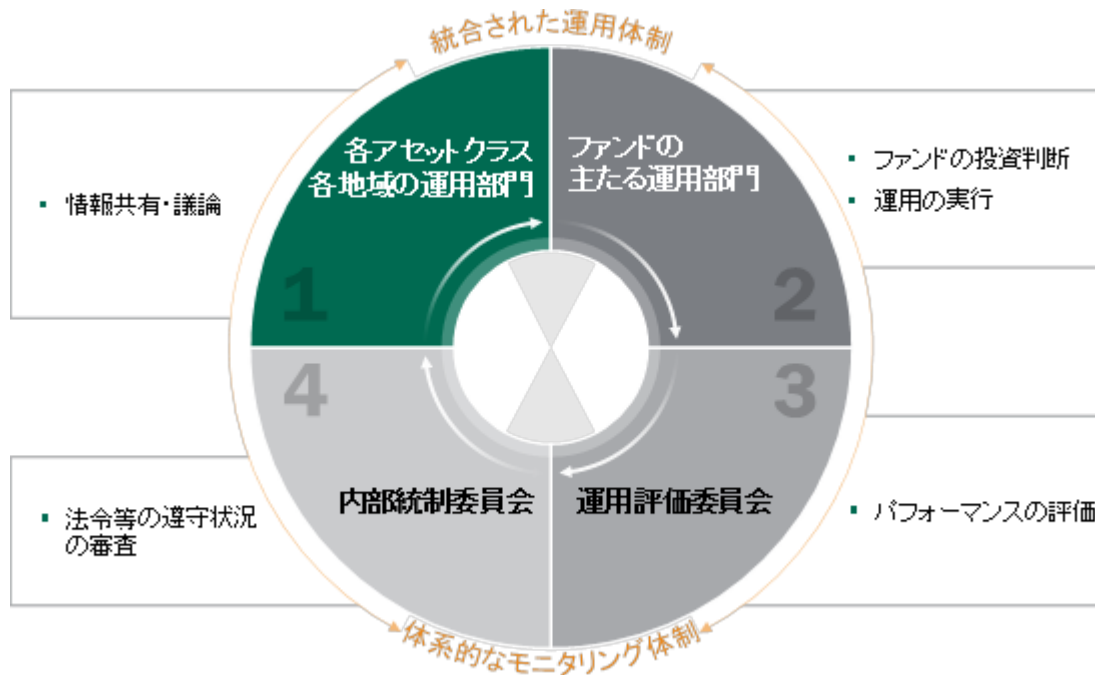 統合された運用体制
各アセットクラス
各地域の運用部門
ファンドの
主たる運用部門
▪ 情報共有・議論
▪ ファンドの投資判断
▪ 運用の実行
1
2
4
3
内部統制委員会
運用評価委員会
▪ 法令等の遵守状況
の審査
▪ パフォーマンスの評価
体系的なモニタリング体制